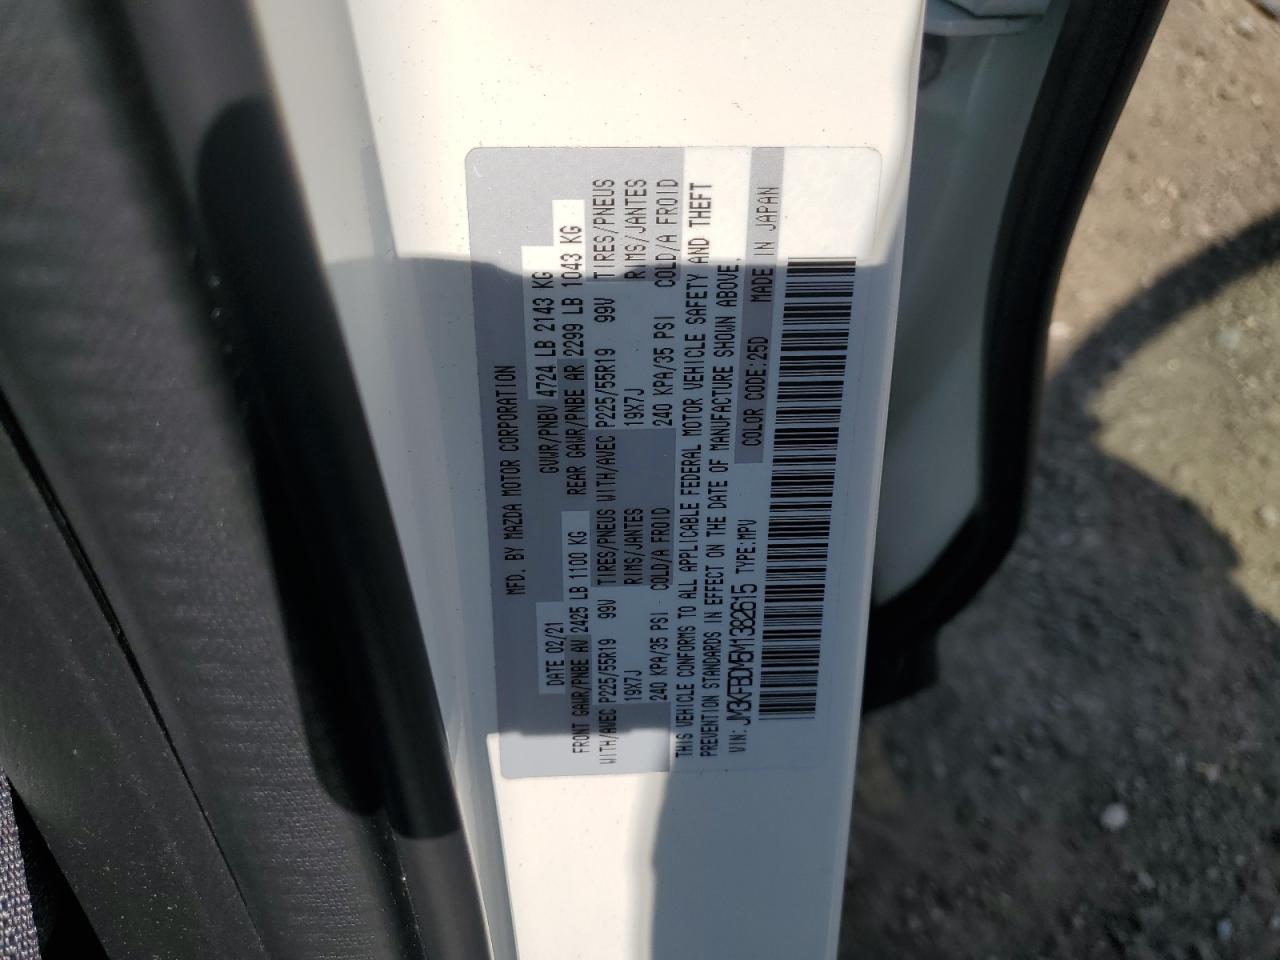 MFD. BY MAZDA MOTOR CORPORATION
DATE 02/21 GVWR/PNBV 4724 LB 2143 KG
FRONT GAWR/PNBE AV 2425 LB 1100 KG REAR GAWR/PNBE AR 2299 LB 1043 KG
WITH/AVEC P225/55R19 99V TIRES/PNEUS WITH/AVEC P225/55R19 99V TIRES/PNEUS
19X7J RIMS/JANTES 19X7J RIMS/JANTES
240 KPA/35 PSI COLD/A FROID 240 KPA/35 PSI COLD/A FROID
THIS VEHICLE CONFORMS TO ALL APPLICABLE FEDERAL MOTOR VEHICLE SAFETY AND THEFT
PREVENTION STANDARDS IN EFFECT ON THE DATE OF MANUFACTURE SHOWN ABOVE.
VIN: JM3KFBDM5M1382615 TYPE:MPV COLOR CODE:25D MADE IN JAPAN